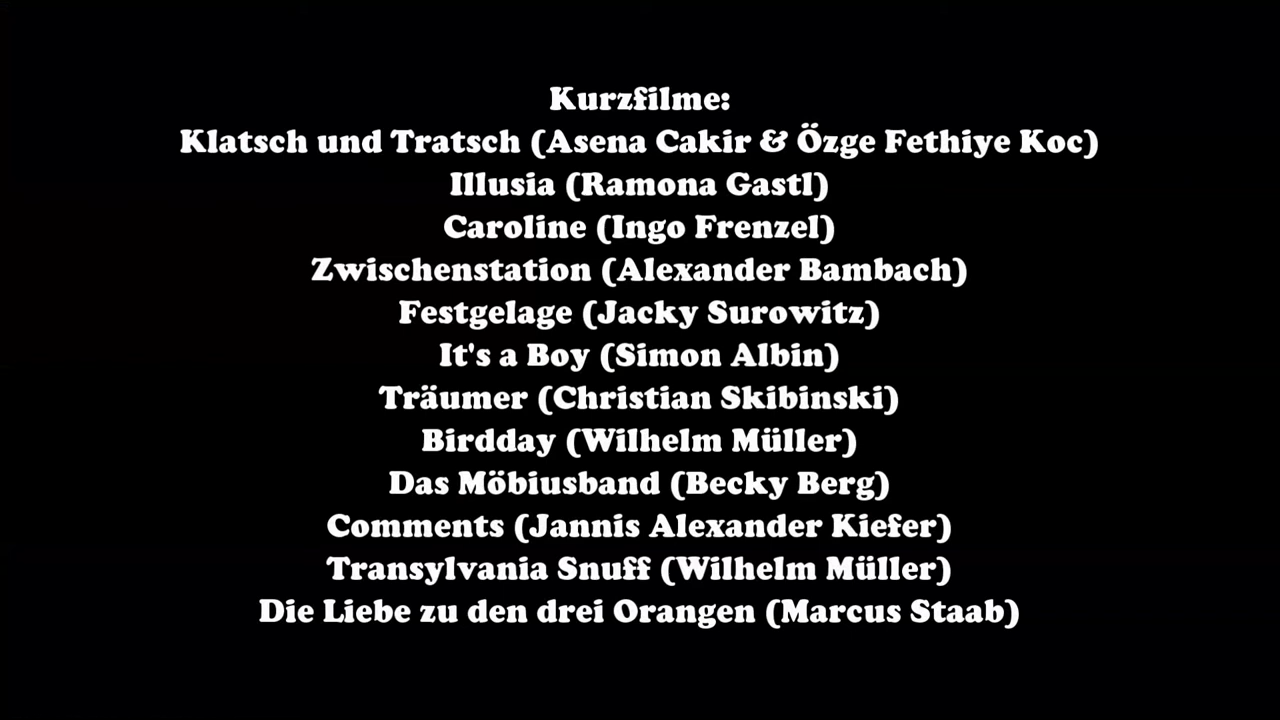 Kurzfilme:
Klatsch und Tratsch (Asena Cakir & Özge Fethiye Koc)
Illusia (Ramona Gastl)
Caroline (Ingo Frenzel)
Zwischenstation (Alexander Bambach)
Festgelage (Jacky Surowitz)
It's a Boy (Simon Albin)
Träumer (Christian Skibinski)
Birdday (Wilhelm Müller)
Das Möbiusband (Becky Berg)
Comments (Jannis Alexander Kiefer)
Transylvania Snuff (Wilhelm Müller)
Die Liebe zu den drei Orangen (Marcus Staab)